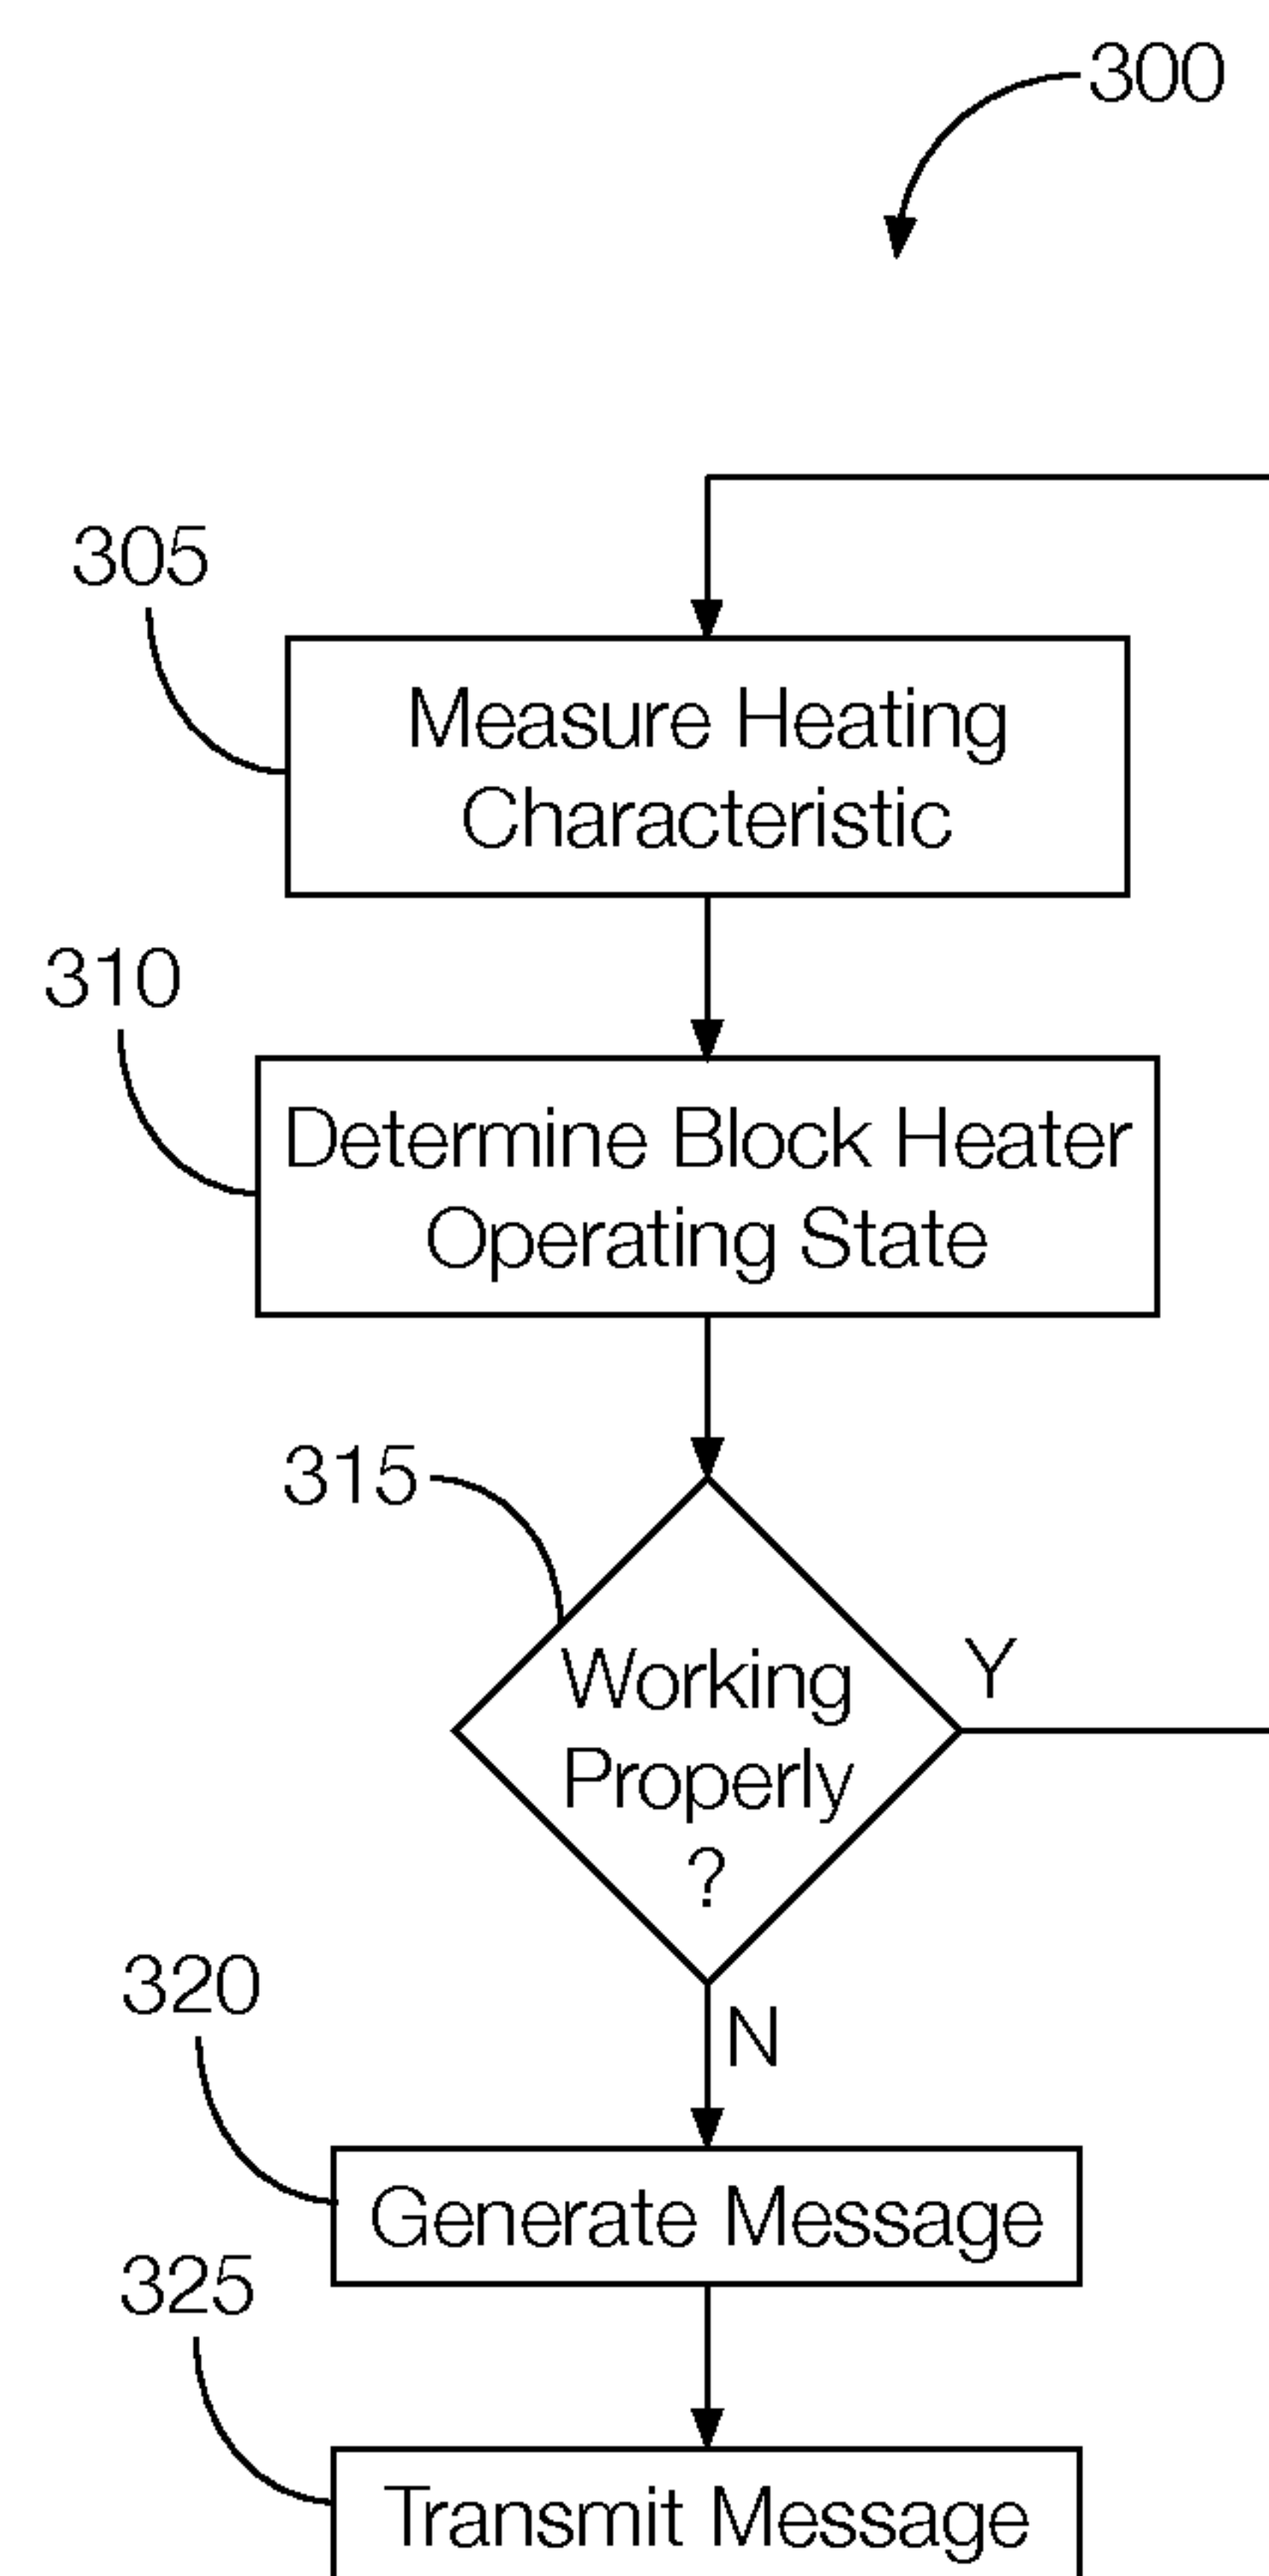 300
305
Measure Heating
Characteristic
310
Determine Block Heater
Operating State
315
Working
Properly
?
Y
N
320
Generate Message
325
Transmit Message